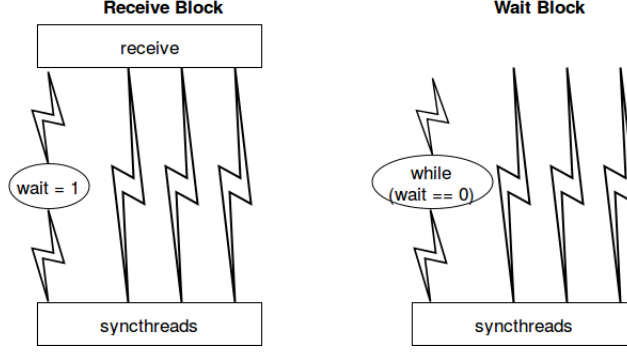 Receive Block
receive
wait = 1
syncthreads
Wait Block
while
(wait == 0)
syncthreads